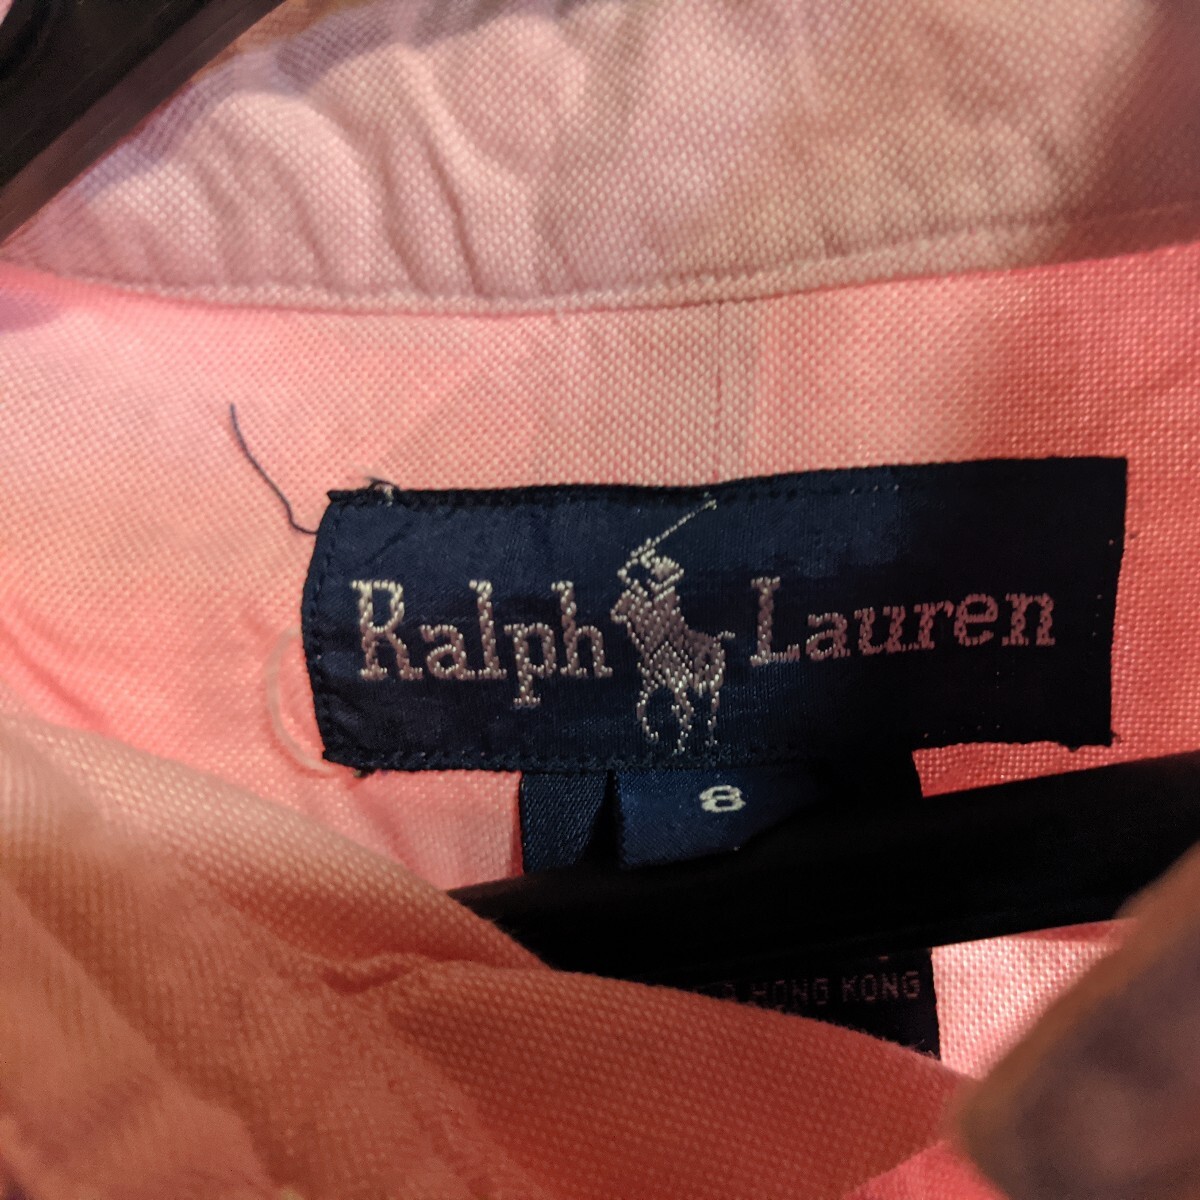 Ralph Lauren
8
HONG KONG